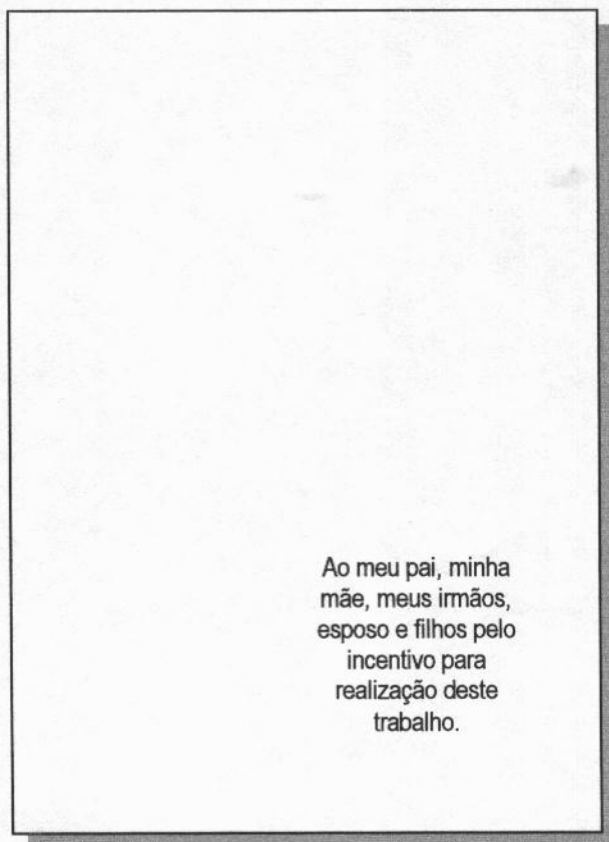 Ao meu pai, minha
mãe, meus irmãos,
esposo e filhos pelo
incentivo para
realização deste
trabalho.